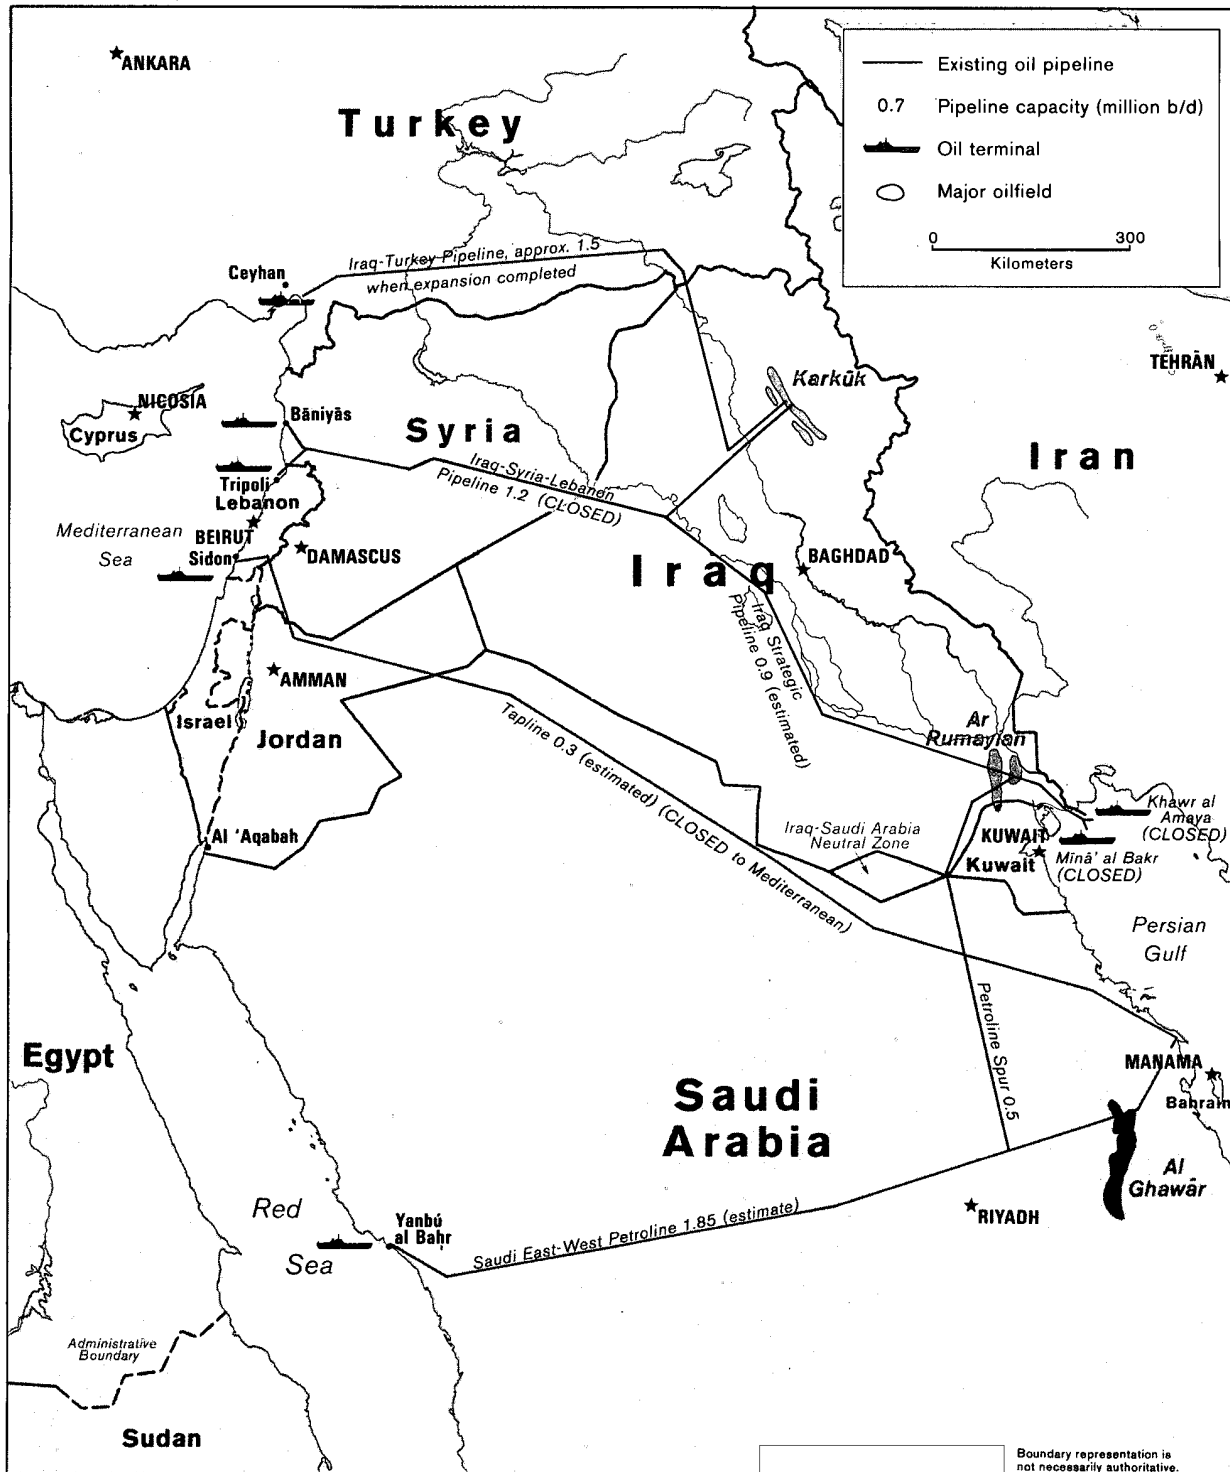 ANKARA
Turkey
Existing oil pipeline
0.7 Pipeline capacity (million b/d)
Oil terminal
Major oilfield
0 300
Kilometers
Ceyhan
Iraq-Turkey Pipeline, approx. 1.5
when expansion completed
TEHRĀN
Karkūk
NICOSIA
Cyprus
Bāniyās
Syria
Iran
Tripoli
Lebanon
Iraq-Syria-Lebanon
Pipeline 1.2 (CLOSED)
Mediterranean
Sea
BEIRUT
Sidon
DAMASCUS
Iraq
BAGHDAD
Iraq Strategic
Pipeline 0.9 (estimated)
AMMAN
Israel
Jordan
Tapline 0.3 (estimated) (CLOSED to Mediterranean)
Ar
Rumaylah
Al 'Aqabah
Iraq-Saudi Arabia
Neutral Zone
KUWAIT
Kuwait
Khawr al
Amaya
(CLOSED)
Mīnā' al Bakr
(CLOSED)
Persian
Gulf
Petroline Spur 0.5
Egypt
Saudi
Arabia
MANAMA
Bahrain
Al
Ghawār
RIYADH
Red
Sea
Yanbú
al Baḥr
Saudi East-West Petroline 1.85 (estimate)
Administrative
Boundary
Sudan
Boundary representation is
not necessarily authoritative.